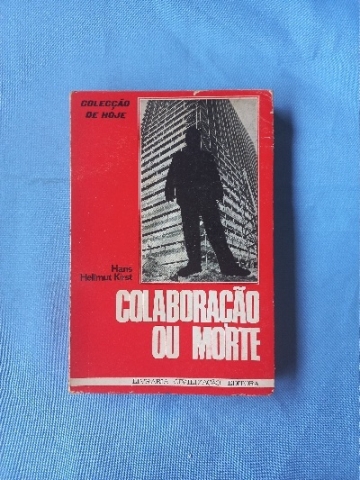 COLECÇÃO
DE HOJE
Hans
Hellmut Kirst
COLABORAÇÃO
OU MORTE
LIVRARIA CIVILIZAÇÃO EDITORA